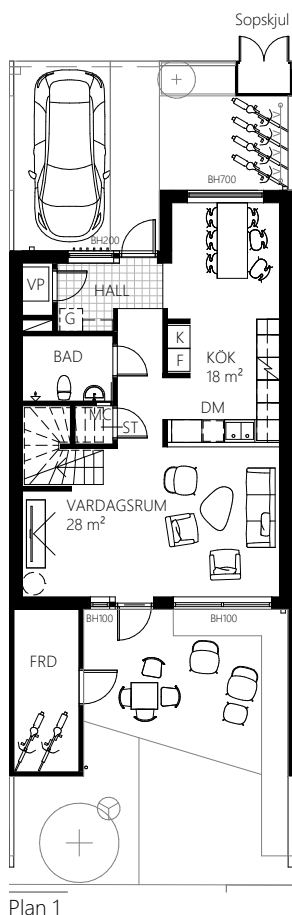 Sopskjul
BH700
BH200
VP
HALL
G
K
F
KÖK
18 m²
BAD
DM
MC
ST
VARDAGSRUM
28 m²
BH100
BH100
FRD
Plan 1